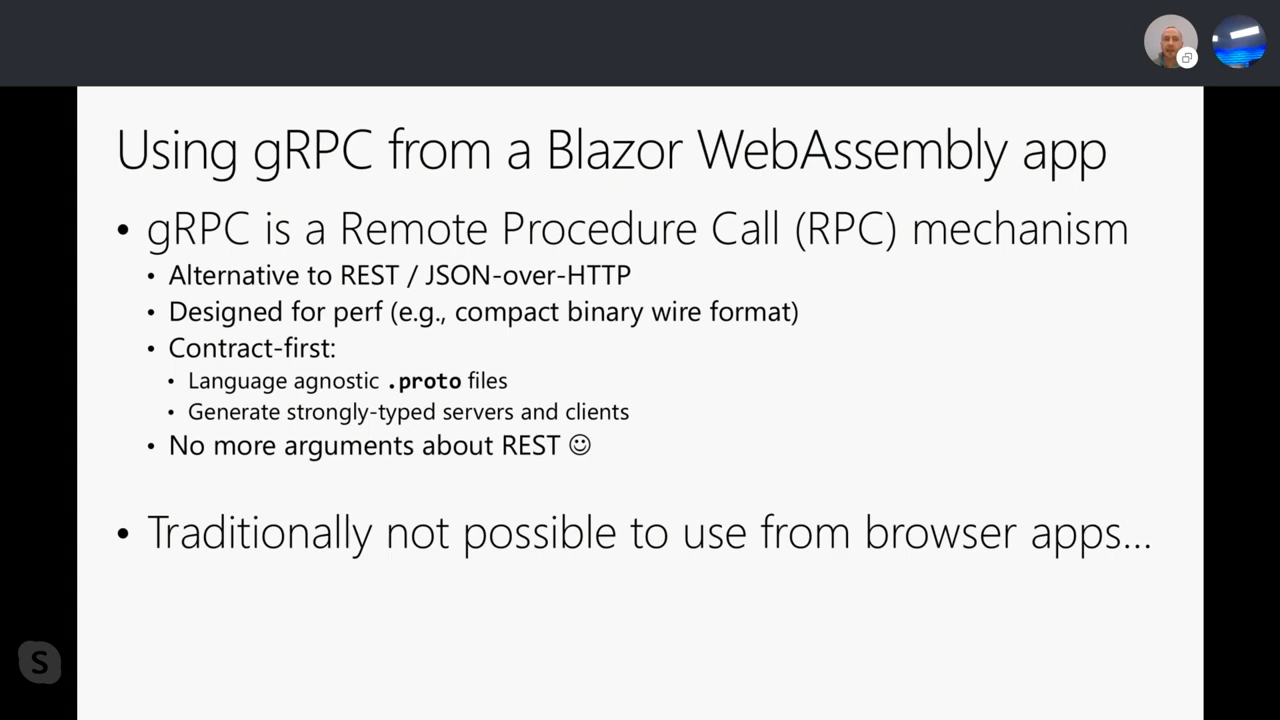 Using gRPC from a Blazor WebAssembly app
• gRPC is a Remote Procedure Call (RPC) mechanism
• Alternative to REST / JSON-over-HTTP
• Designed for perf (e.g., compact binary wire format)
• Contract-first:
• Language agnostic .proto files
• Generate strongly-typed servers and clients
• No more arguments about REST ☺
• Traditionally not possible to use from browser apps...
S